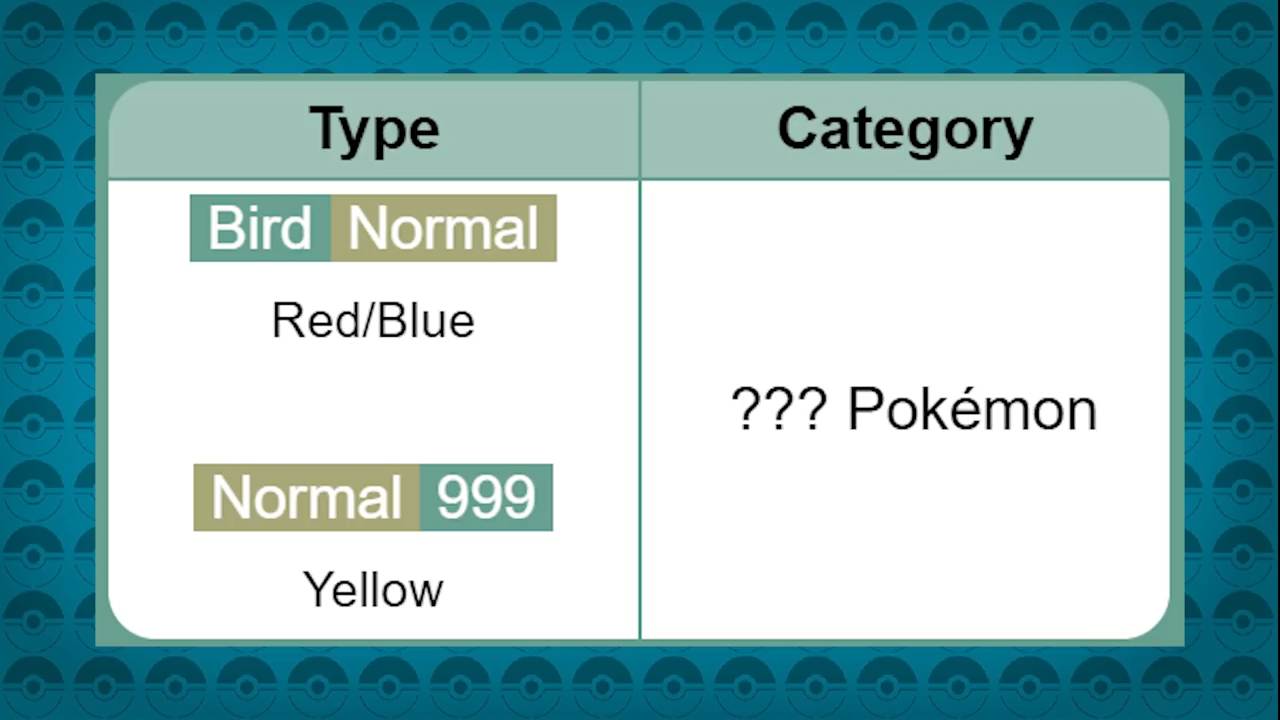 Type Category
Bird Normal
Red/Blue
??? Pokémon
Normal 999
Yellow